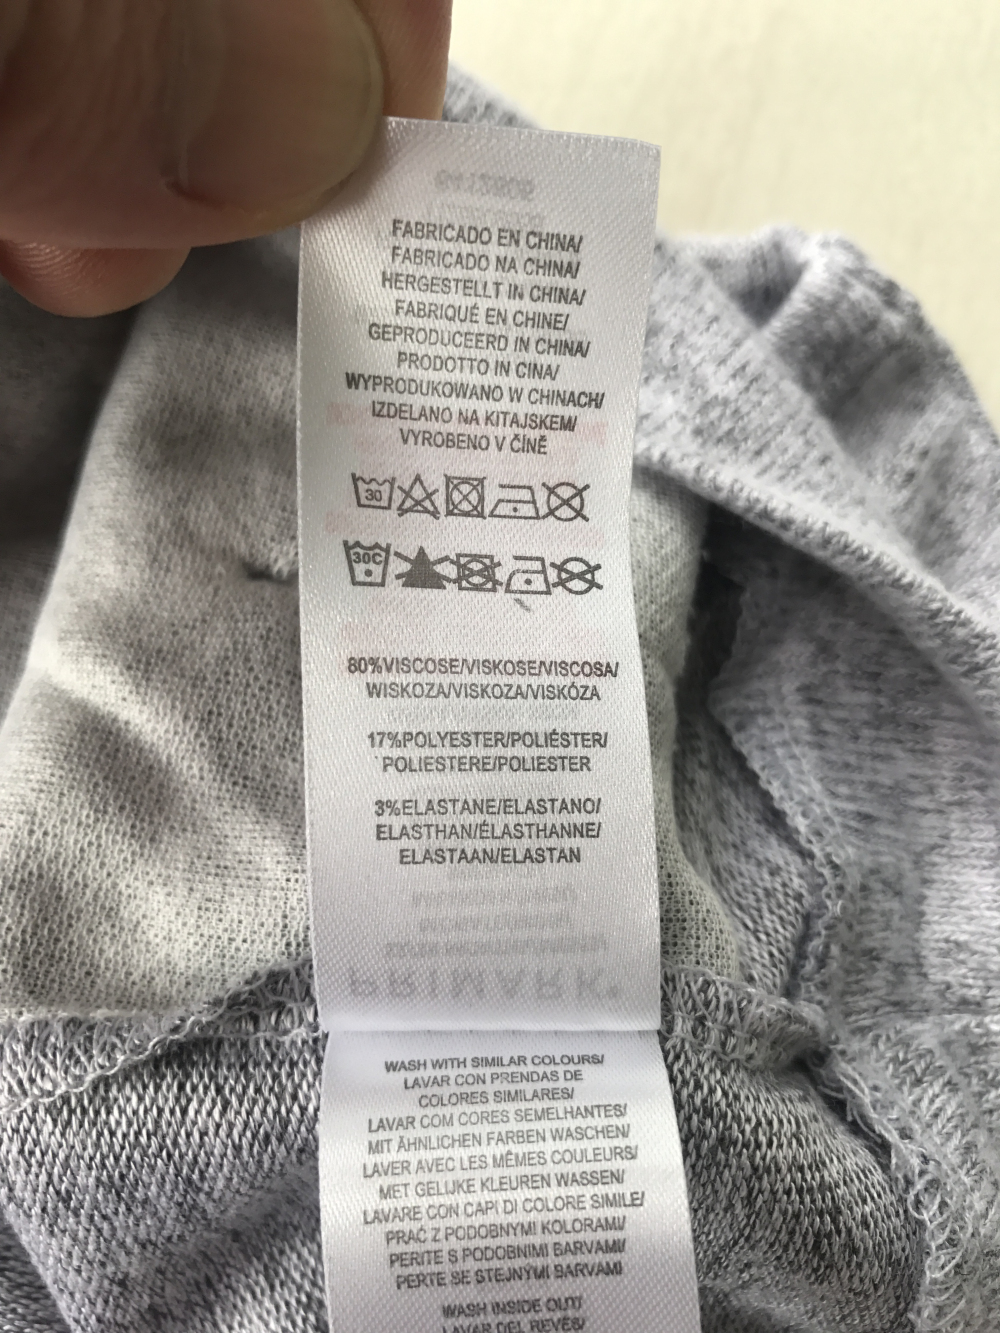 FABRICADO EN CHINA/
FABRICADO NA CHINA/
HERGESTELLT IN CHINA/
FABRIQUÉ EN CHINE/
GEPRODUCEERD IN CHINA/
PRODOTTO IN CINA/
WYPRODUKOWANO W CHINACH/
IZDELANO NA KITAJSKEM/
VYROBENO V ČÍNĚ
30
30C
80%VISCOSE/VISKOSE/VISCOSA/
WISKOZA/VISKOZA/VISKÓZA
17%POLYESTER/POLIÉSTER/
POLIESTERE/POLIESTER
3%ELASTANE/ELASTANO/
ELASTHAN/ÉLASTHANNE/
ELASTAAN/ELASTAN
PRIMARK
WASH WITH SIMILAR COLOURS/
LAVAR CON PRENDAS DE
COLORES SIMILARES/
LAVAR COM CORES SEMELHANTES/
MIT ÄHNLICHEN FARBEN WASCHEN/
LAVER AVEC LES MÊMES COULEURS/
MET GELIJKE KLEUREN WASSEN/
LAVARE CON CAPI DI COLORE SIMILE/
PRAĆ Z PODOBNYMI KOLORAMI/
PERITE S PODOBNIMI BARVAMI/
PERTE SE STEJNÝMI BARVAMI
WASH INSIDE OUT/
LAVAR DEL REVÉS/